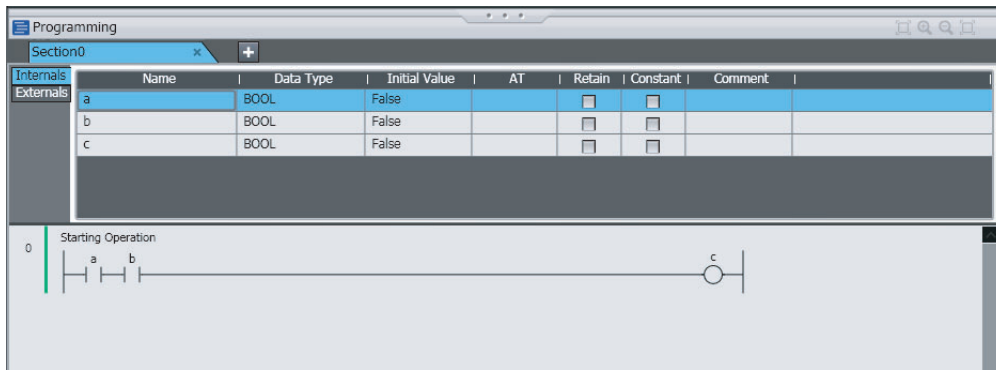 Programming
Section0 × +
Internals
Externals
Name Data Type Initial Value AT Retain Constant Comment
a BOOL False
b BOOL False
c BOOL False
0 Starting Operation
a b c